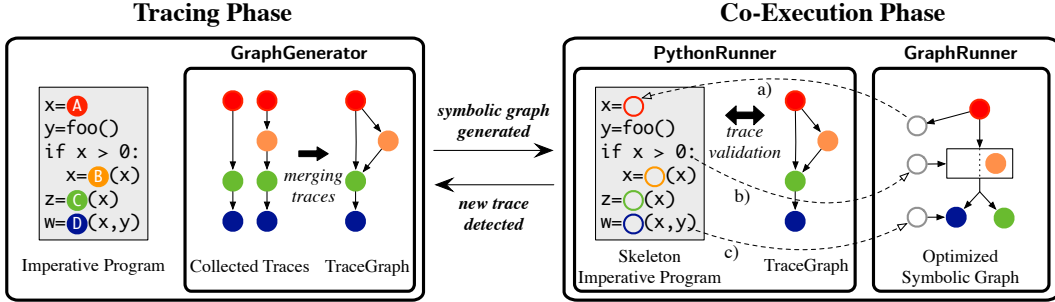 Tracing Phase
GraphGenerator
x=A
y=foo()
if x > 0:
x=B(x)
z=C(x)
w=D(x,y)
Imperative Program
merging
traces
Collected Traces
TraceGraph
symbolic graph
generated
new trace
detected
Co-Execution Phase
PythonRunner
x=
y=foo()
if x > 0:
x= (x)
z= (x)
w= (x,y)
Skeleton
Imperative Program
trace
validation
TraceGraph
a)
b)
c)
GraphRunner
Optimized
Symbolic Graph